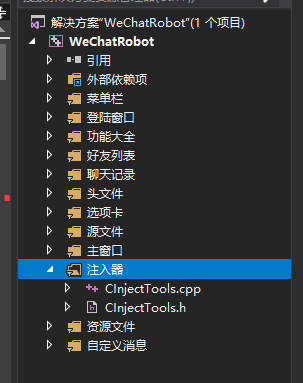 解决方案"WeChatRobot"(1 个项目)
WeChatRobot
引用
外部依赖项
菜单栏
登陆窗口
功能大全
好友列表
聊天记录
头文件
选项卡
源文件
主窗口
注入器
CInjectTools.cpp
CInjectTools.h
资源文件
自定义消息